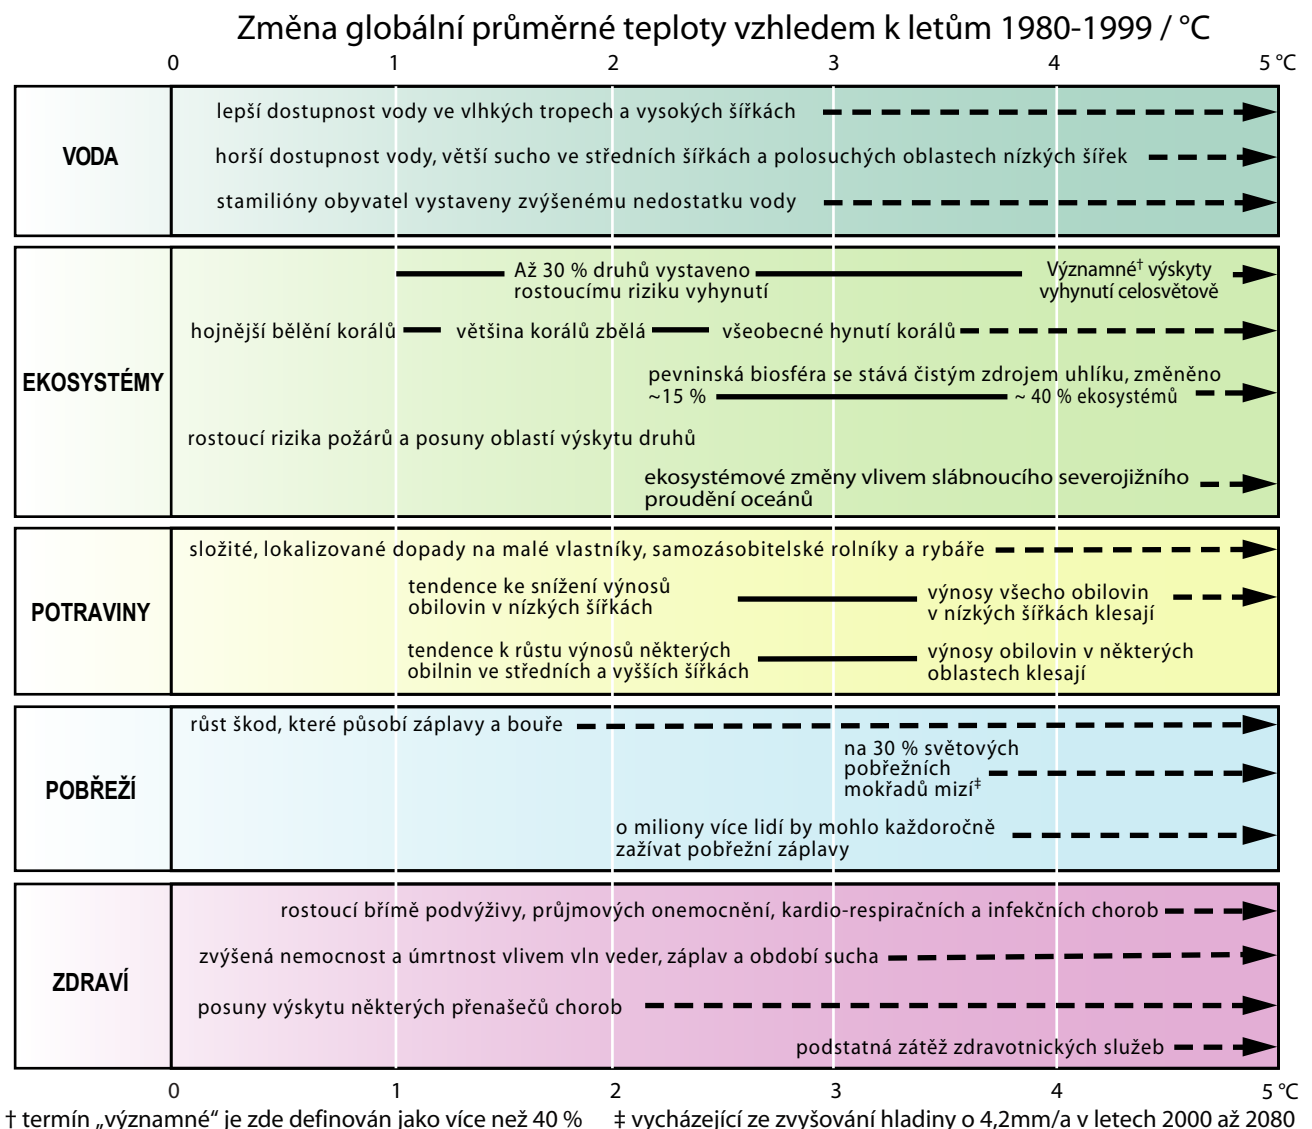 Změna globální průměrné teploty vzhledem k letům 1980-1999 / °C
0 1 2 3 4 5 °C
VODA
lepší dostupnost vody ve vlhkých tropech a vysokých šířkách
horší dostupnost vody, větší sucho ve středních šířkách a polosuchých oblastech nízkých šířek
stamilióny obyvatel vystaveny zvýšenému nedostatku vody
EKOSYSTÉMY
Až 30 % druhů vystaveno
rostoucímu riziku vyhynutí
Významné† výskyty
vyhynutí celosvětově
hojnější bělění korálů většina korálů zbělá všeobecné hynutí korálů
pevninská biosféra se stává čistým zdrojem uhlíku, změněno
~15 % ~ 40 % ekosystémů
rostoucí rizika požárů a posuny oblastí výskytu druhů
ekosystémové změny vlivem slábnoucího severojižního
proudění oceánů
POTRAVINY
složité, lokalizované dopady na malé vlastníky, samozásobitelské rolníky a rybáře
tendence ke snížení výnosů
obilovin v nízkých šířkách
výnosy všecho obilovin
v nízkých šířkách klesají
tendence k růstu výnosů některých
obilnin ve středních a vyšších šířkách
výnosy obilovin v některých
oblastech klesají
POBŘEŽÍ
růst škod, které působí záplavy a bouře
na 30 % světových
pobřežních
mokřadů mizí‡
o miliony více lidí by mohlo každoročně
zažívat pobřežní záplavy
ZDRAVÍ
rostoucí břímě podvýživy, průjmových onemocnění, kardio-respiračních a infekčních chorob
zvýšená nemocnost a úmrtnost vlivem vln veder, záplav a období sucha
posuny výskytu některých přenašečů chorob
podstatná zátěž zdravotnických služeb
0 1 2 3 4 5 °C
† termín „významné“ je zde definován jako více než 40 % ‡ vycházející ze zvyšování hladiny o 4,2mm/a v letech 2000 až 2080